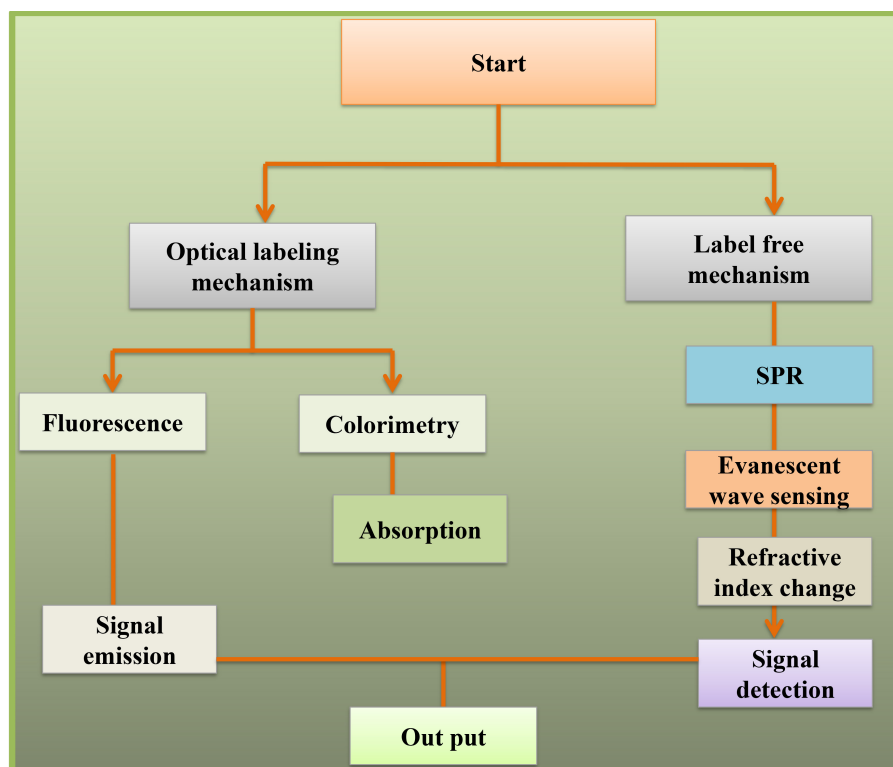 Start
Optical labeling
mechanism
Label free
mechanism
Fluorescence
Colorimetry
SPR
Absorption
Evanescent
wave sensing
Refractive
index change
Signal
emission
Signal
detection
Out put